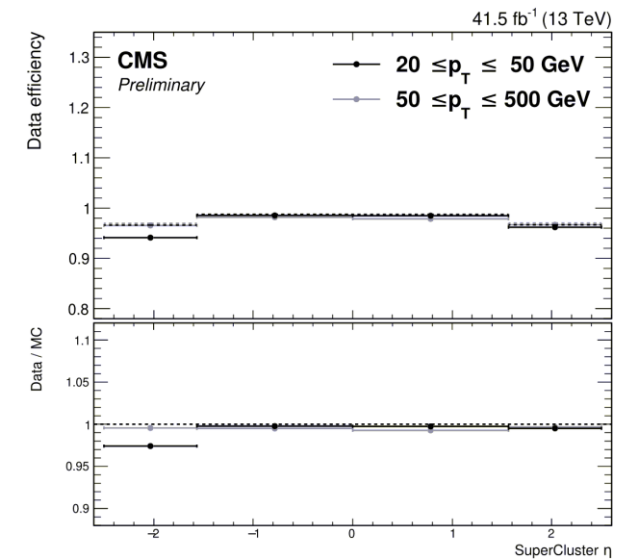 41.5 fb⁻¹ (13 TeV)
CMS
Preliminary
20 ≤p_T ≤ 50 GeV
50 ≤p_T ≤ 500 GeV
Data efficiency
1.3
1.2
1.1
1
0.9
0.8
Data / MC
1.1
1.05
1
0.95
0.9
−2 −1 0 1 2
SuperCluster η